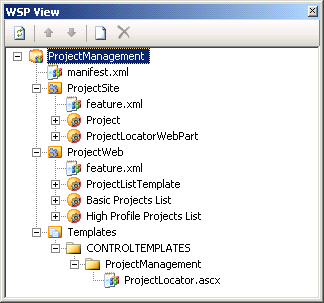 WSP View
ProjectManagement
manifest.xml
ProjectSite
feature.xml
Project
ProjectLocatorWebPart
ProjectWeb
feature.xml
ProjectListTemplate
Basic Projects List
High Profile Projects List
Templates
CONTROLTEMPLATES
ProjectManagement
ProjectLocator.ascx